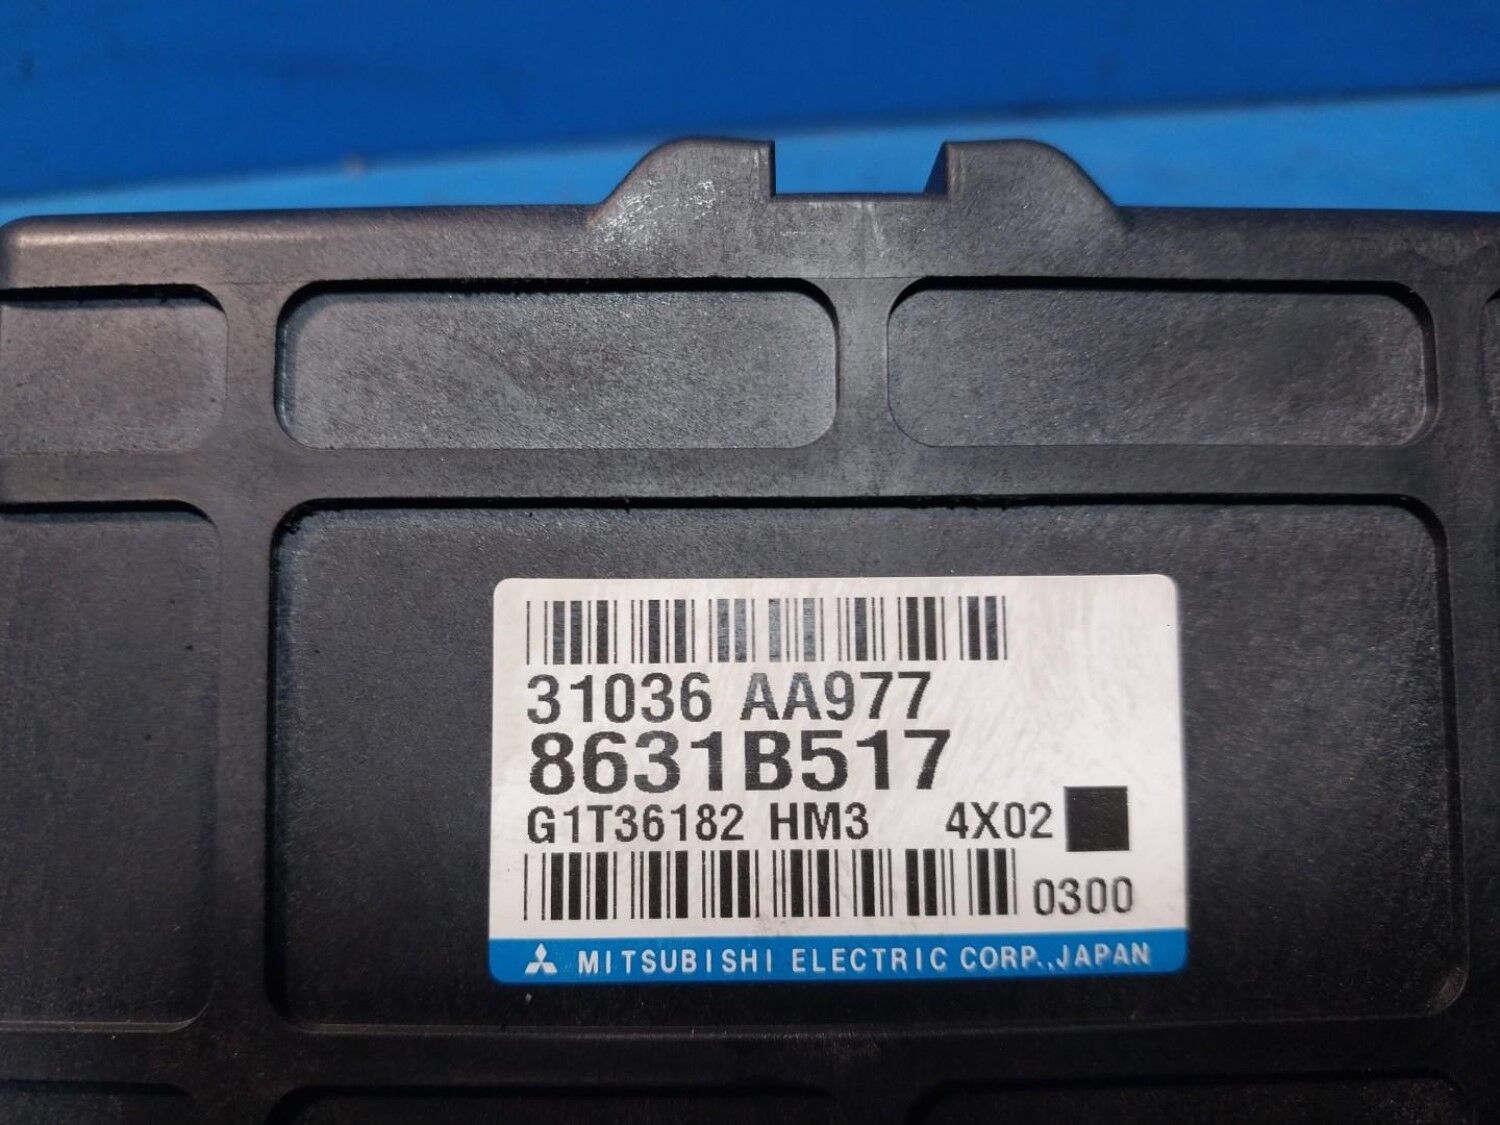 31036 AA977
8631B517
G1T36182 HM3 4X02
0300
MITSUBISHI ELECTRIC CORP.,JAPAN